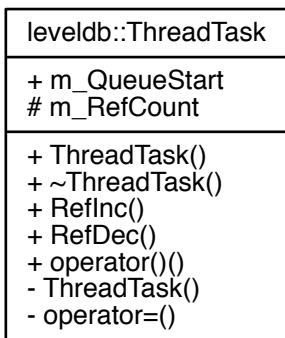 leveldb::ThreadTask
+ m_QueueStart
# m_RefCount
+ ThreadTask()
+ ~ThreadTask()
+ RefInc()
+ RefDec()
+ operator()()
- ThreadTask()
- operator=()